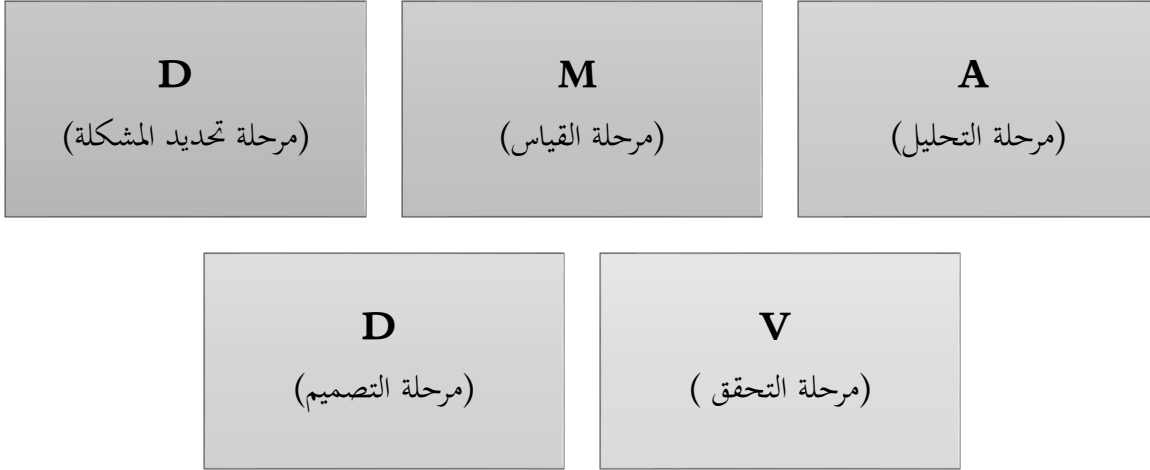 D
(مرحلة تحديد المشكلة)
M
(مرحلة القياس)
A
(مرحلة التحليل)
D
(مرحلة التصميم)
V
(مرحلة التحقق )